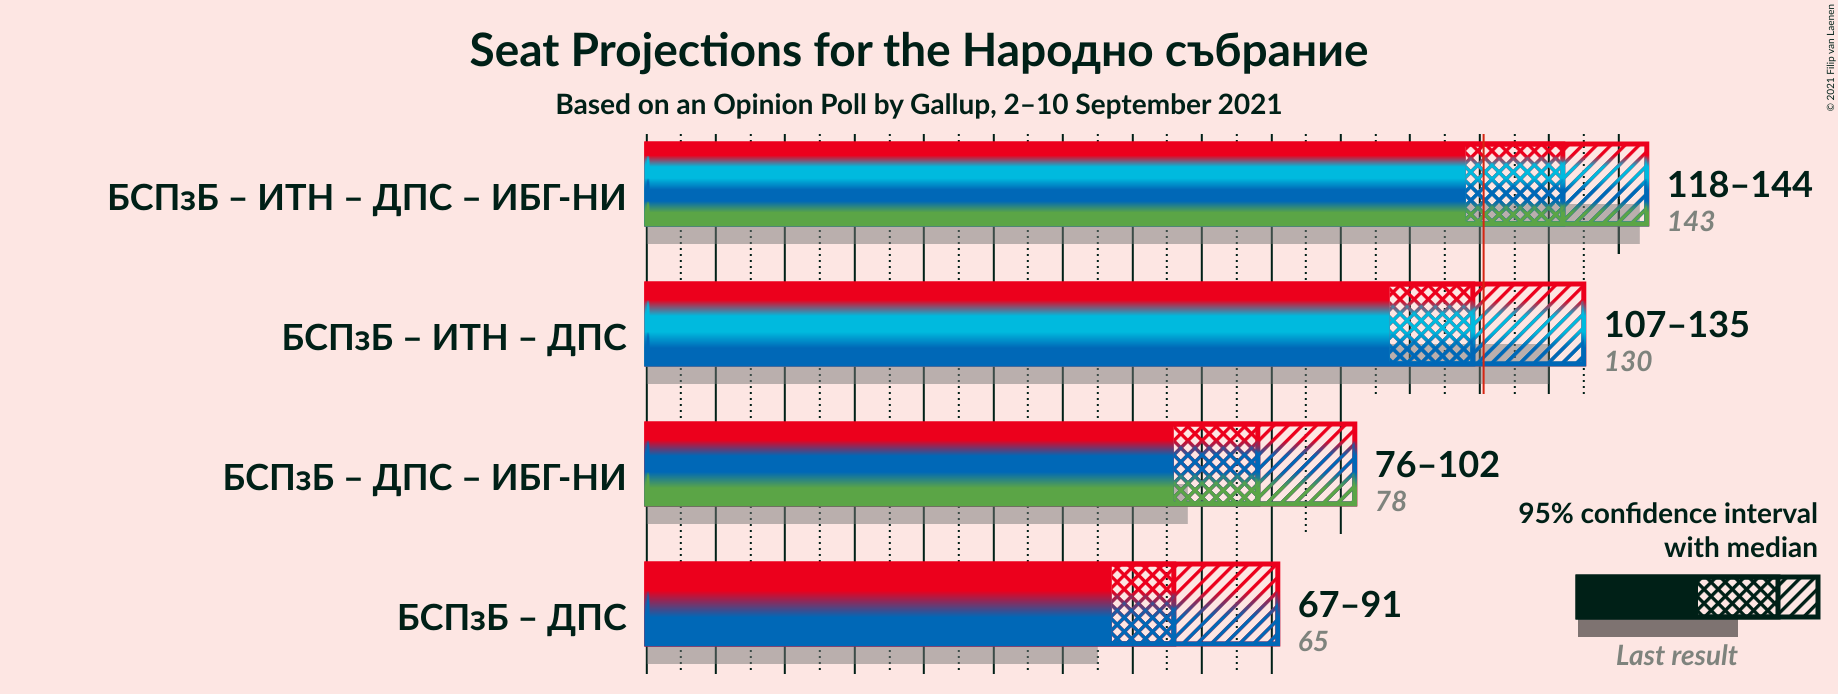 Seat Projections for the Народно събрание
Based on an Opinion Poll by Gallup, 2–10 September 2021
© 2021 Filip van Laenen
БСПзБ – ИТН – ДПС – ИБГ-НИ
118–144
143
БСПзБ – ИТН – ДПС
107–135
130
БСПзБ – ДПС – ИБГ-НИ
76–102
78
БСПзБ – ДПС
67–91
65
95% confidence interval
with median
Last result